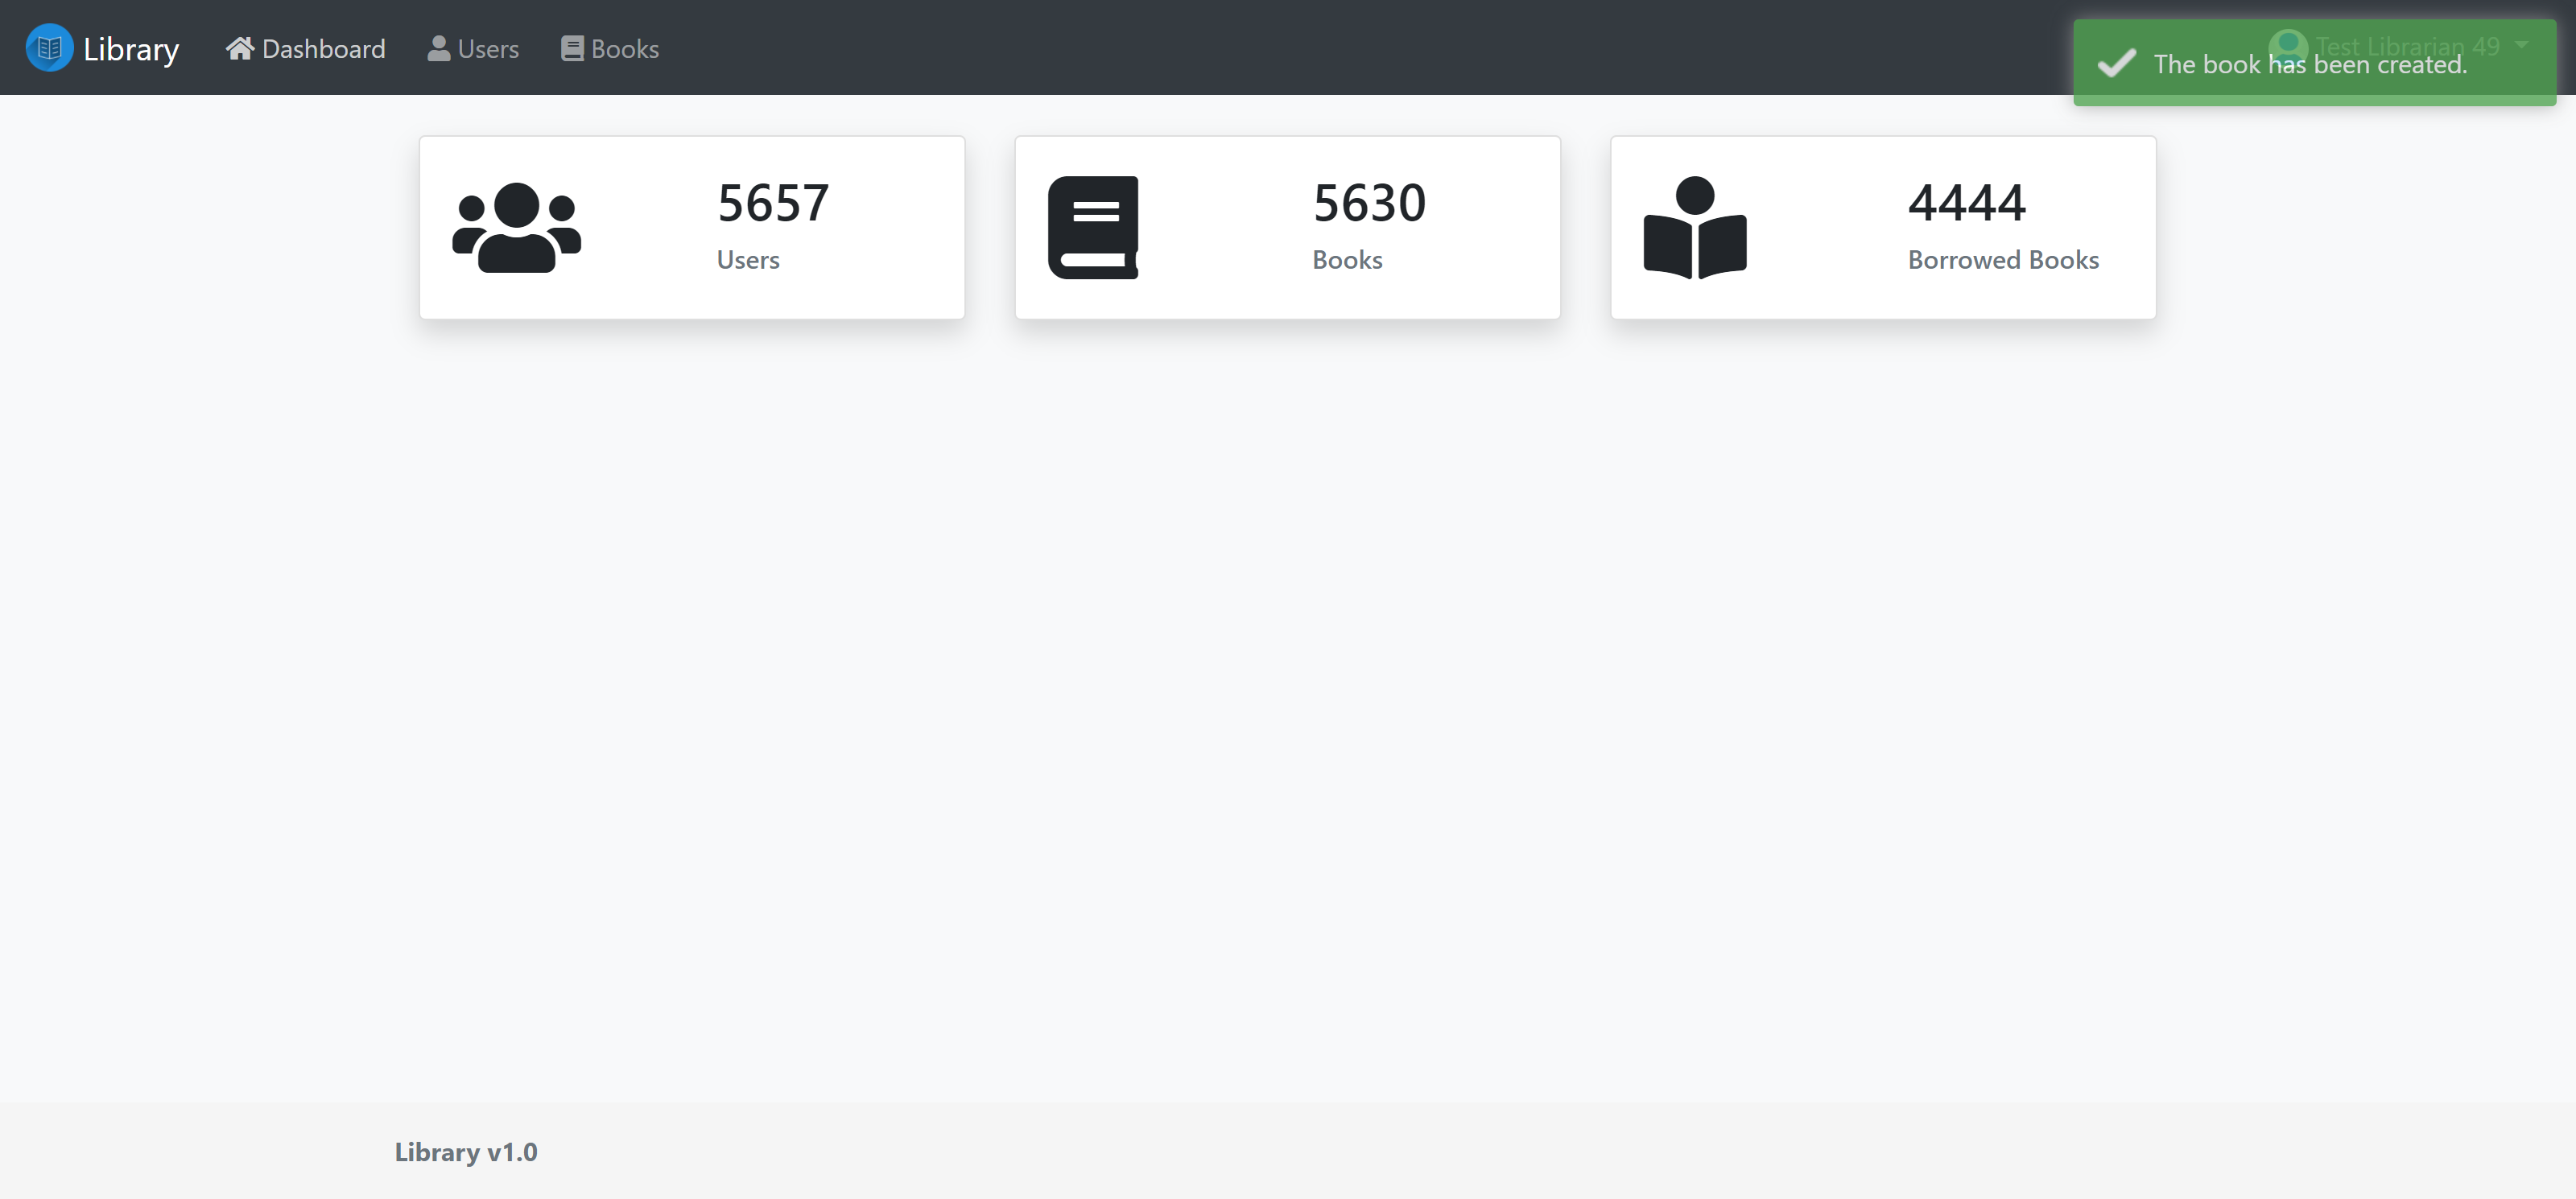 Library
Dashboard
Users
Books
Test Librarian 49
The book has been created.
5657
Users
5630
Books
4444
Borrowed Books
Library v1.0